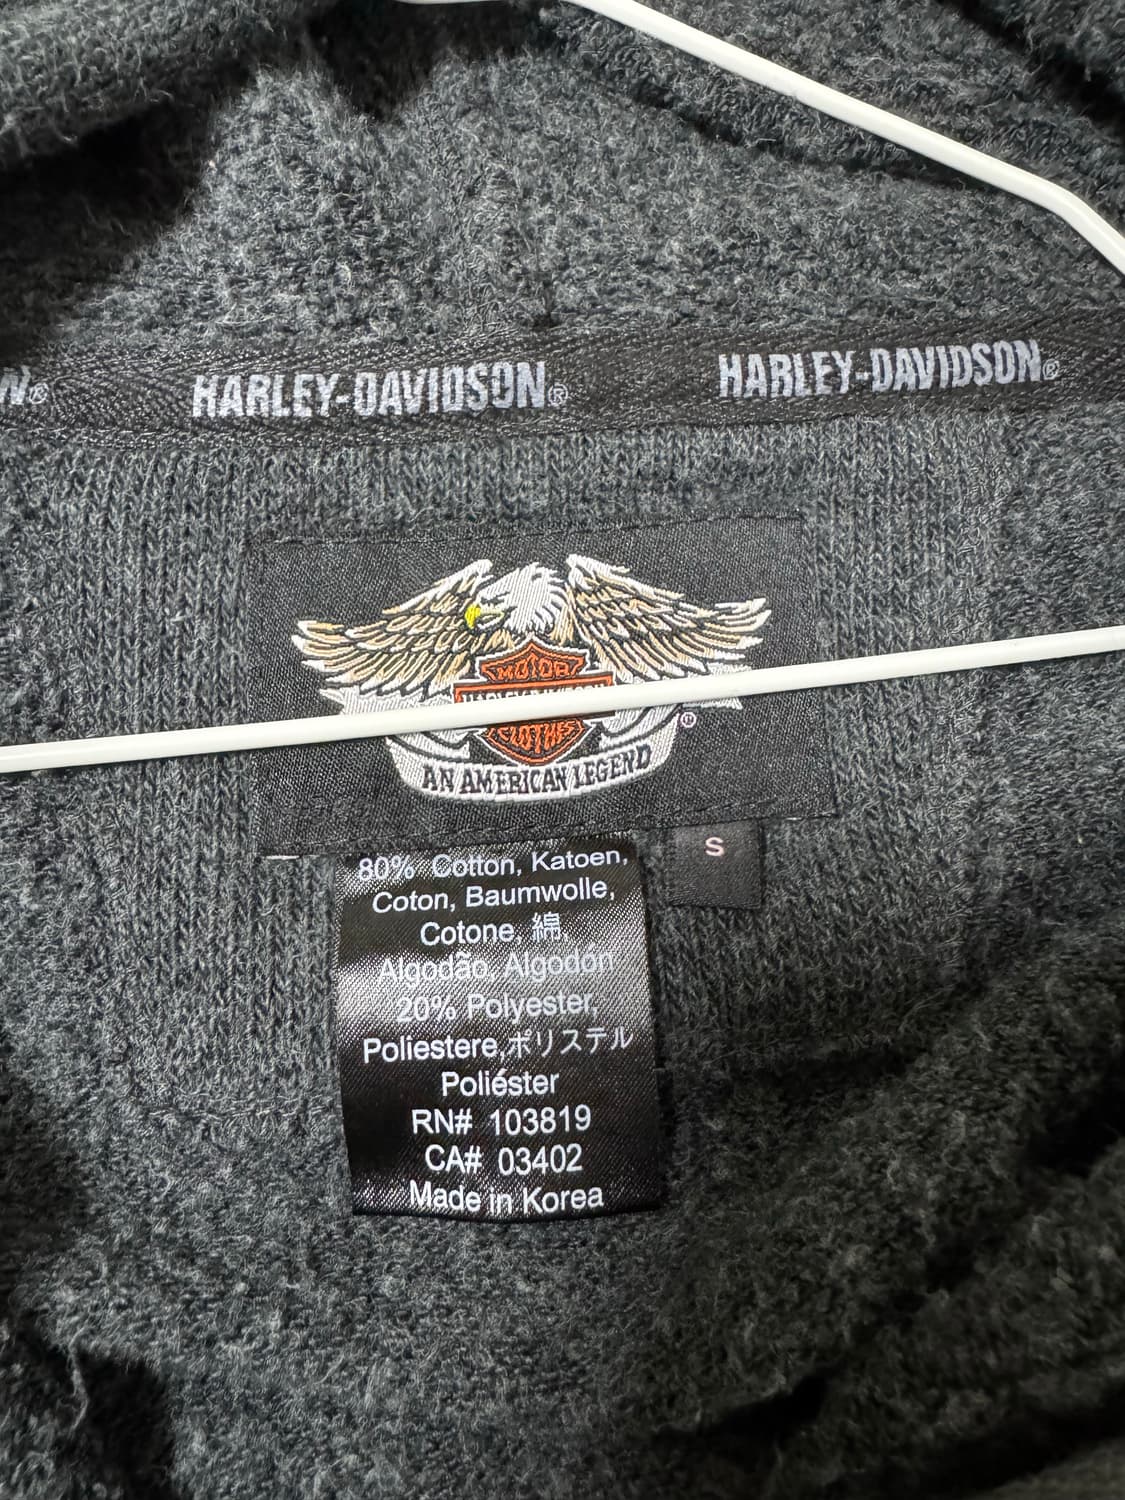 HARLEY-DAVIDSON®
HARLEY-DAVIDSON®
MOTOR
CLOTHES
®
AN AMERICAN LEGEND
S
80% Cotton, Katoen,
Coton, Baumwolle,
Cotone, 綿,
Algodão, Algodón
20% Polyester,
Poliestere,ポリステル
Poliéster
RN# 103819
CA# 03402
Made in Korea